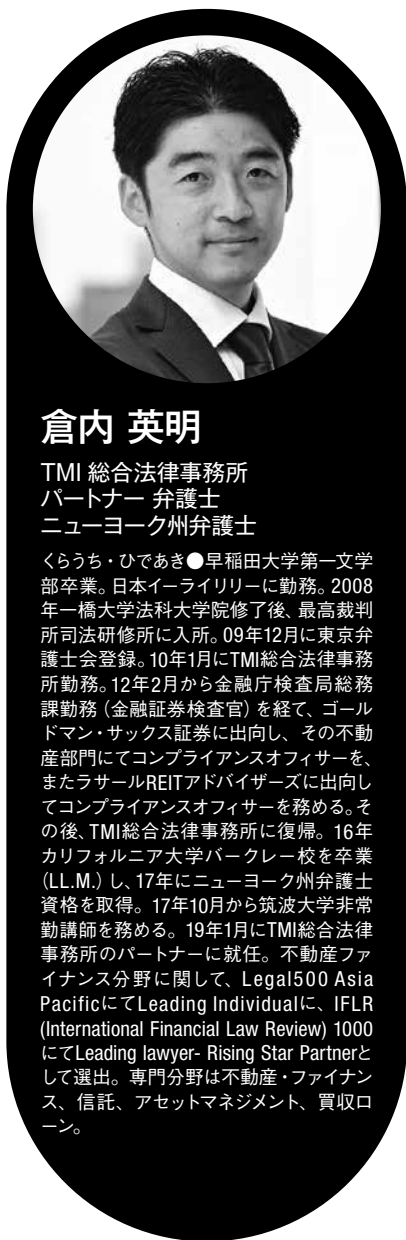 倉内 英明
TMI 総合法律事務所
パートナー 弁護士
ニューヨーク州弁護士
くらうち・ひであき●早稲田大学第一文学
部卒業。日本イーライリリーに勤務。2008
年一橋大学法科大学院修了後、最高裁判
所司法研修所に入所。09年12月に東京弁
護士会登録。10年1月にTMI総合法律事務
所勤務。12年2月から金融庁検査局総務
課勤務（金融証券検査官）を経て、ゴール
ドマン・サックス証券に出向し、その不動
産部門にてコンプライアンスオフィサーを、
またラサールREITアドバイザーズに出向し
てコンプライアンスオフィサーを務める。そ
の後、TMI総合法律事務所に復帰。16年
カリフォルニア大学バークレー校を卒業
(LL.M.) し、17年にニューヨーク州弁護士
資格を取得。17年10月から筑波大学非常
勤講師を務める。19年1月にTMI総合法律
事務所のパートナーに就任。不動産ファ
イナンス分野に関して、Legal500 Asia
PacificにてLeading Individualに、IFLR
(International Financial Law Review) 1000
にてLeading lawyer- Rising Star Partnerと
して選出。専門分野は不動産・ファイナン
ス、信託、アセットマネジメント、買収ロ
ーン。